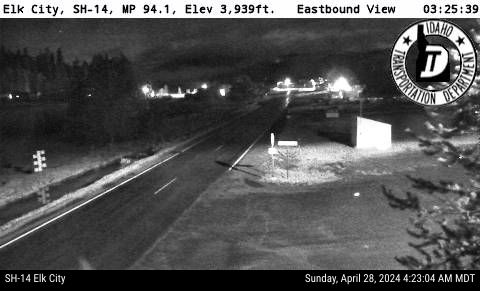 Elk City, SH-14, MP 94.1, Elev 3,939ft.   Eastbound View   03:25:39
IDAHO
TRANSPORTATION DEPARTMENT
SH-14 Elk City   Sunday, April 28, 2024 4:23:04 AM MDT